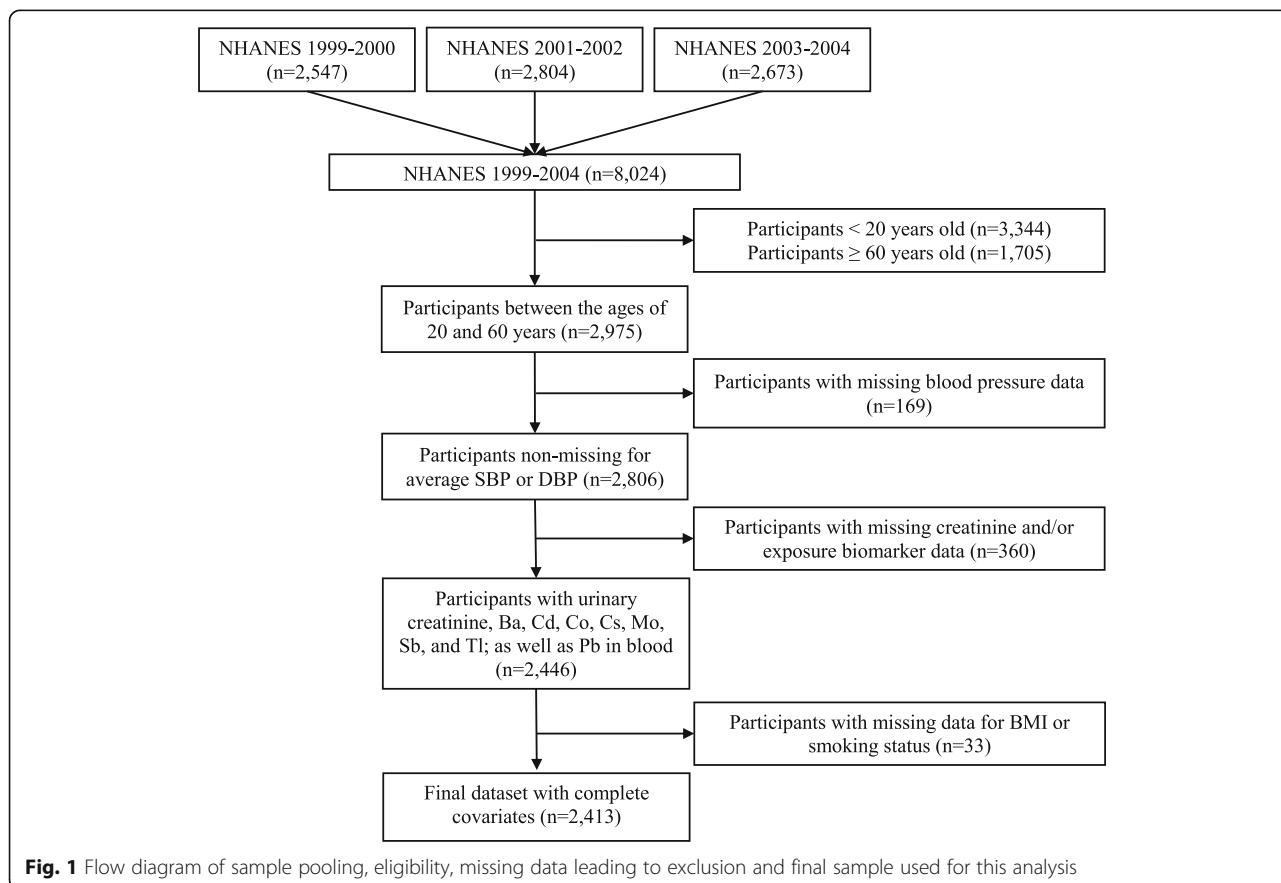 NHANES 1999-2000
(n=2,547)
NHANES 2001-2002
(n=2,804)
NHANES 2003-2004
(n=2,673)
NHANES 1999-2004 (n=8,024)
Participants < 20 years old (n=3,344)
Participants ≥ 60 years old (n=1,705)
Participants between the ages of
20 and 60 years (n=2,975)
Participants with missing blood pressure data
(n=169)
Participants non-missing for
average SBP or DBP (n=2,806)
Participants with missing creatinine and/or
exposure biomarker data (n=360)
Participants with urinary
creatinine, Ba, Cd, Co, Cs, Mo,
Sb, and Tl; as well as Pb in blood
(n=2,446)
Participants with missing data for BMI or
smoking status (n=33)
Final dataset with complete
covariates (n=2,413)
Fig. 1 Flow diagram of sample pooling, eligibility, missing data leading to exclusion and final sample used for this analysis